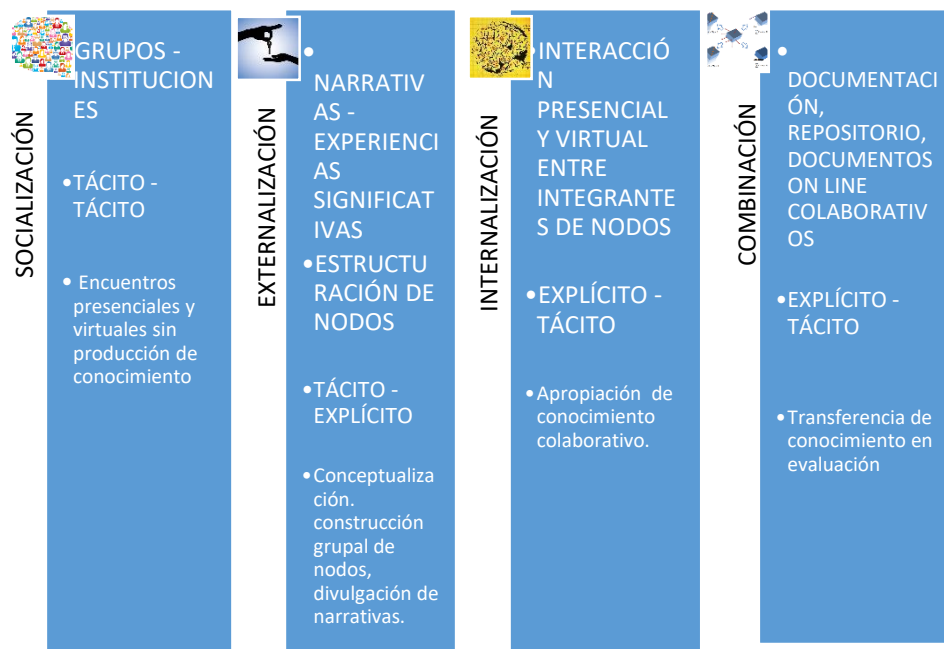 SOCIALIZACIÓN
GRUPOS -
INSTITUCION
ES
•TÁCITO -
TÁCITO
• Encuentros
presenciales y
virtuales sin
producción de
conocimiento
EXTERNALIZACIÓN
•
NARRATIV
AS -
EXPERIENCI
AS
SIGNIFICAT
IVAS
•ESTRUCTU
RACIÓN DE
NODOS
•TÁCITO -
EXPLÍCITO
•Conceptualiza
ción.
construcción
grupal de
nodos,
divulgación de
narrativas.
INTERNALIZACIÓN
•INTERACCIÓ
N
PRESENCIAL
Y VIRTUAL
ENTRE
INTEGRANTE
S DE NODOS
•EXPLÍCITO -
TÁCITO
•Apropiación de
conocimiento
colaborativo.
COMBINACIÓN
•
DOCUMENTACI
ÓN,
REPOSITORIO,
DOCUMENTOS
ON LINE
COLABORATIV
OS
•EXPLÍCITO -
TÁCITO
•Transferencia de
conocimiento en
evaluación